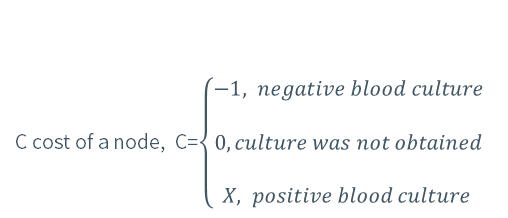 −1, negative blood culture
C cost of a node, C= 0, culture was not obtained
X, positive blood culture